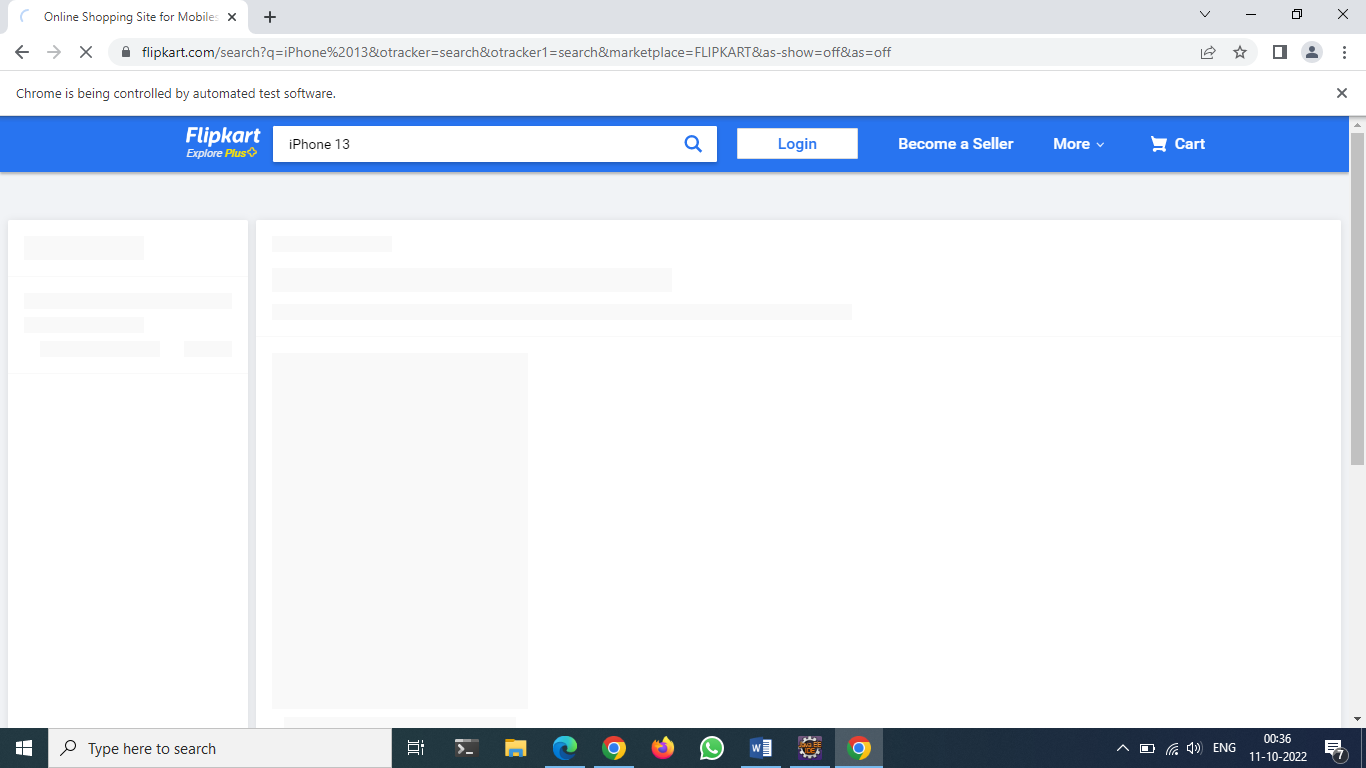 Online Shopping Site for Mobiles
flipkart.com/search?q=iPhone%2013&otracker=search&otracker1=search&marketplace=FLIPKART&as-show=off&as=off
Chrome is being controlled by automated test software.
Flipkart
Explore Plus
iPhone 13
Login
Become a Seller
More
Cart
Type here to search
ENG
00:36
11-10-2022
7